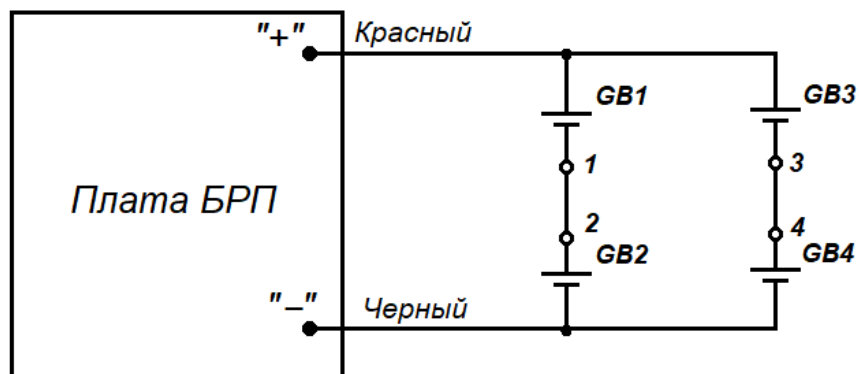 "+"
Красный
GB1
GB3
1
3
Плата БРП
2
4
GB2
GB4
"–"
Черный